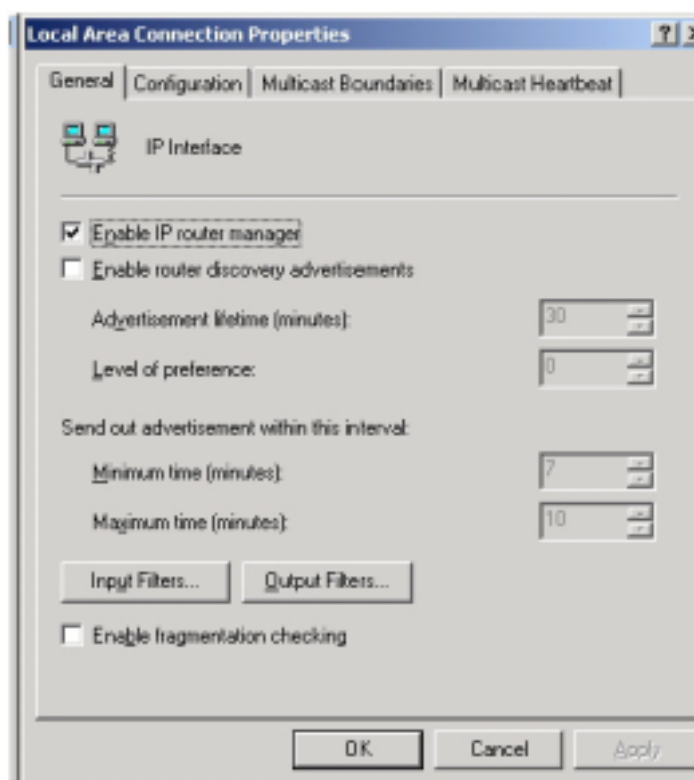 Local Area Connection Properties ? X
General Configuration Multicast Boundaries Multicast Heartbeat
IP Interface
Enable IP router manager
Enable router discovery advertisements
Advertisement lifetime (minutes): 30
Level of preference: 0
Send out advertisement within this interval:
Minimum time (minutes): 7
Maximum time (minutes): 10
Input Filters... Output Filters...
Enable fragmentation checking
OK Cancel Apply